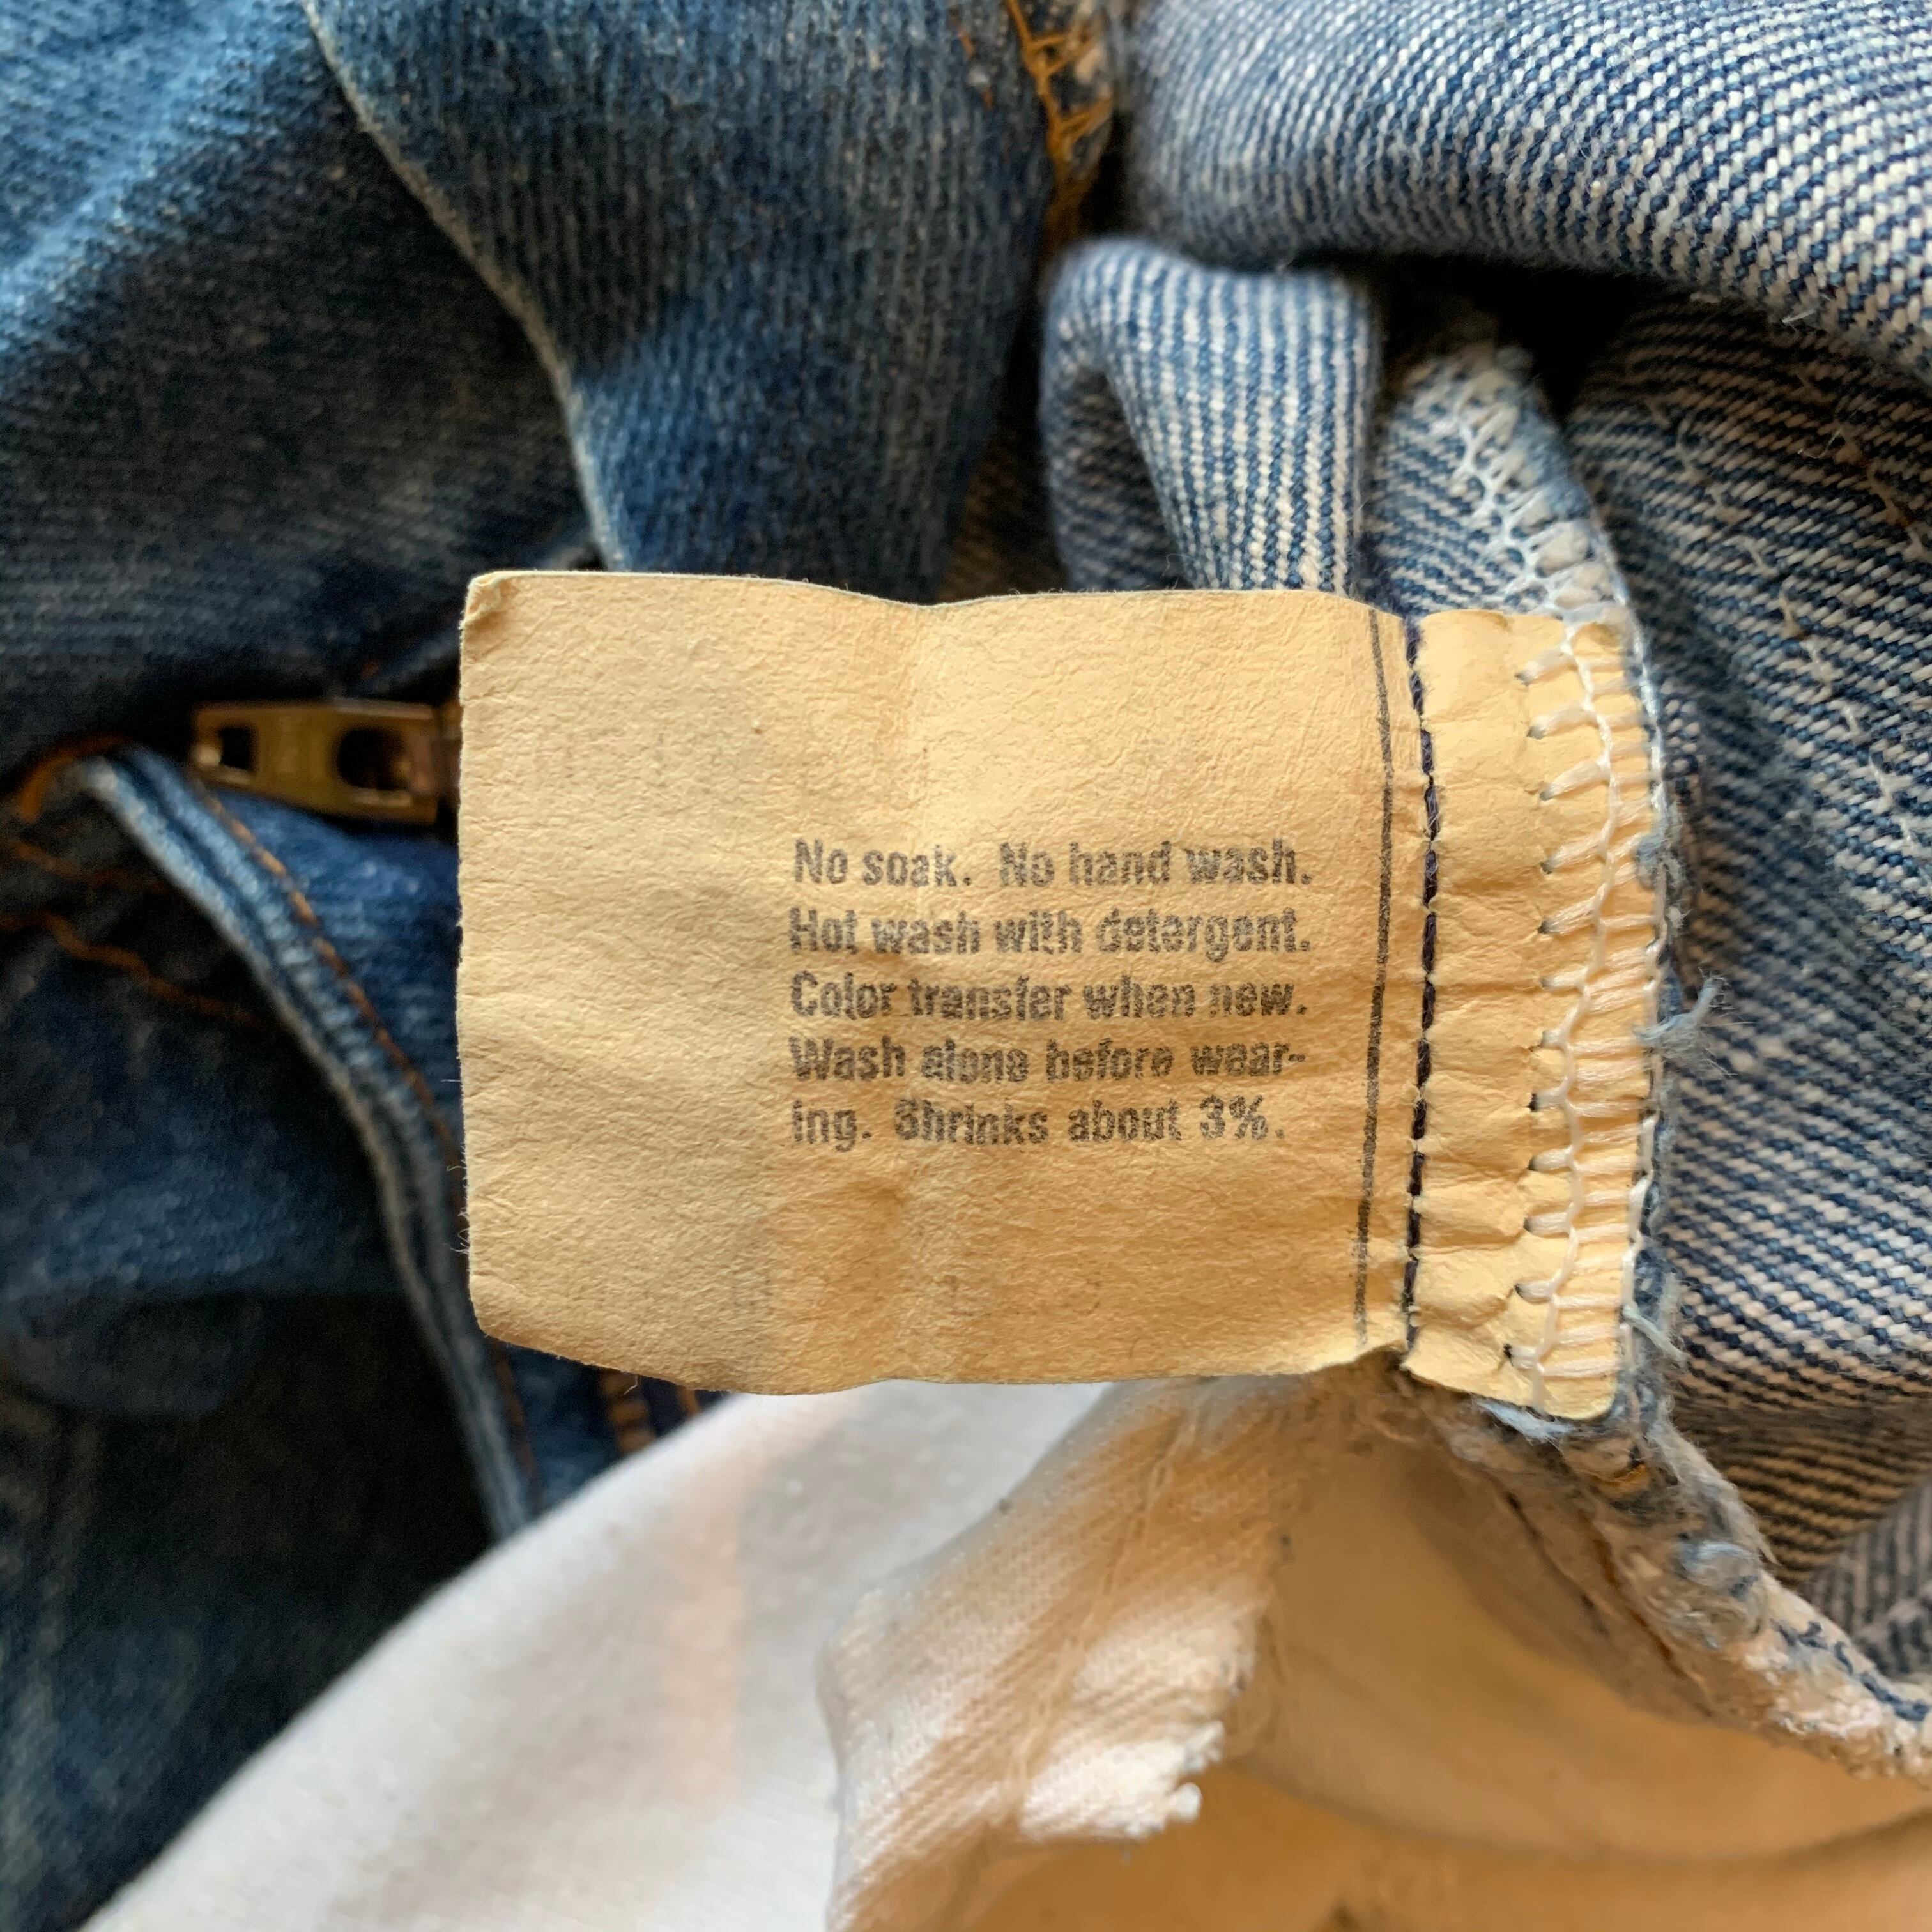 No soak. No hand wash.
Hot wash with detergent.
Color transfer when new.
Wash alone before wear-
ing. Shrinks about 3%.